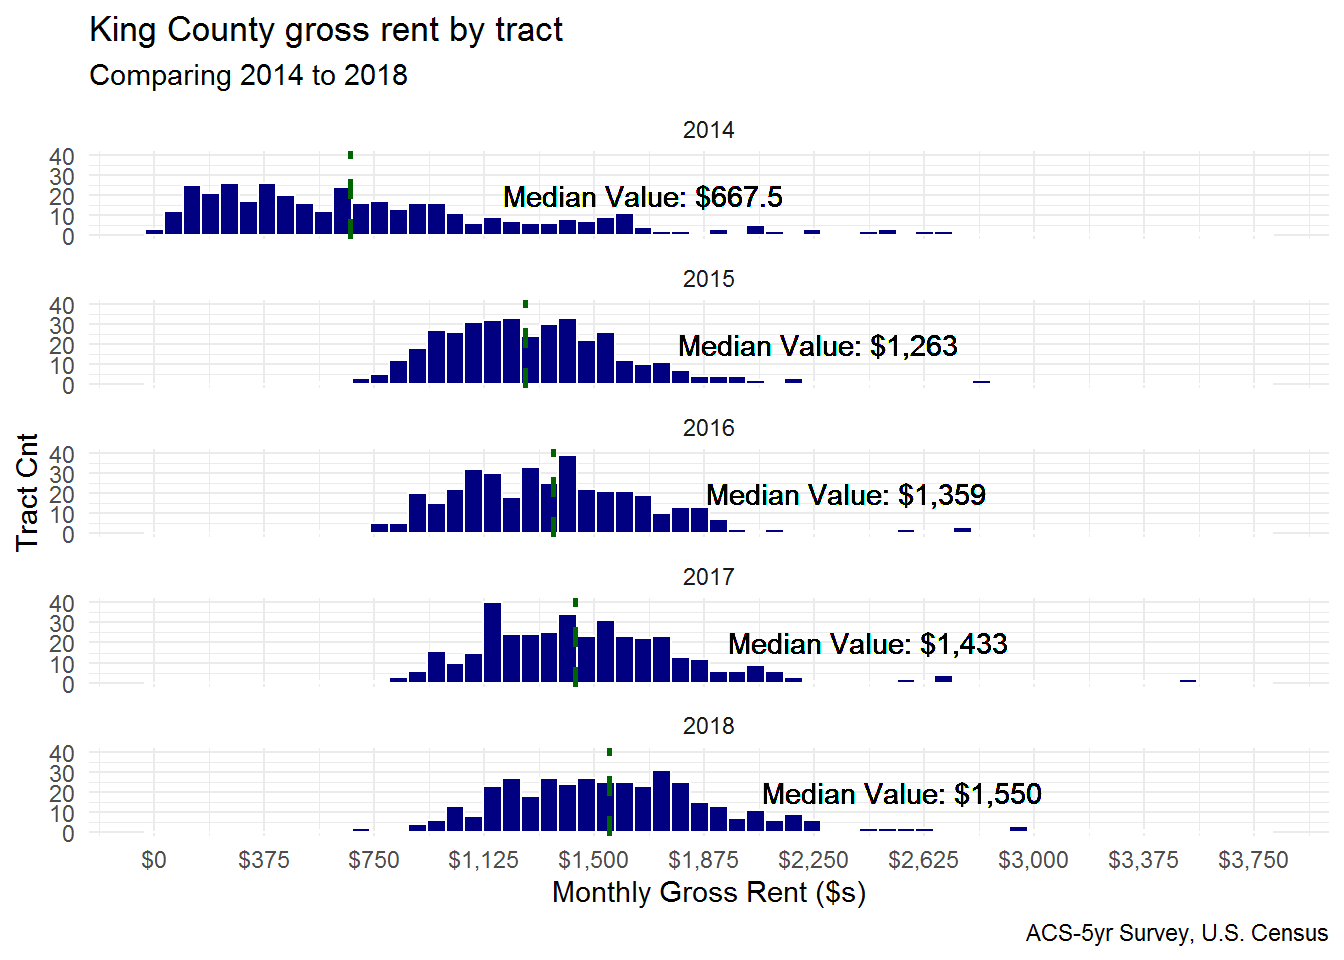 King County gross rent by tract
Comparing 2014 to 2018
2014
40
30
20
10
0
Median Value: $667.5
2015
40
30
20
10
0
Median Value: $1,263
2016
40
30
20
10
0
Median Value: $1,359
Tract Cnt
2017
40
30
20
10
0
Median Value: $1,433
2018
40
30
20
10
0
Median Value: $1,550
$0 $375 $750 $1,125 $1,500 $1,875 $2,250 $2,625 $3,000 $3,375 $3,750
Monthly Gross Rent ($s)
ACS-5yr Survey, U.S. Census